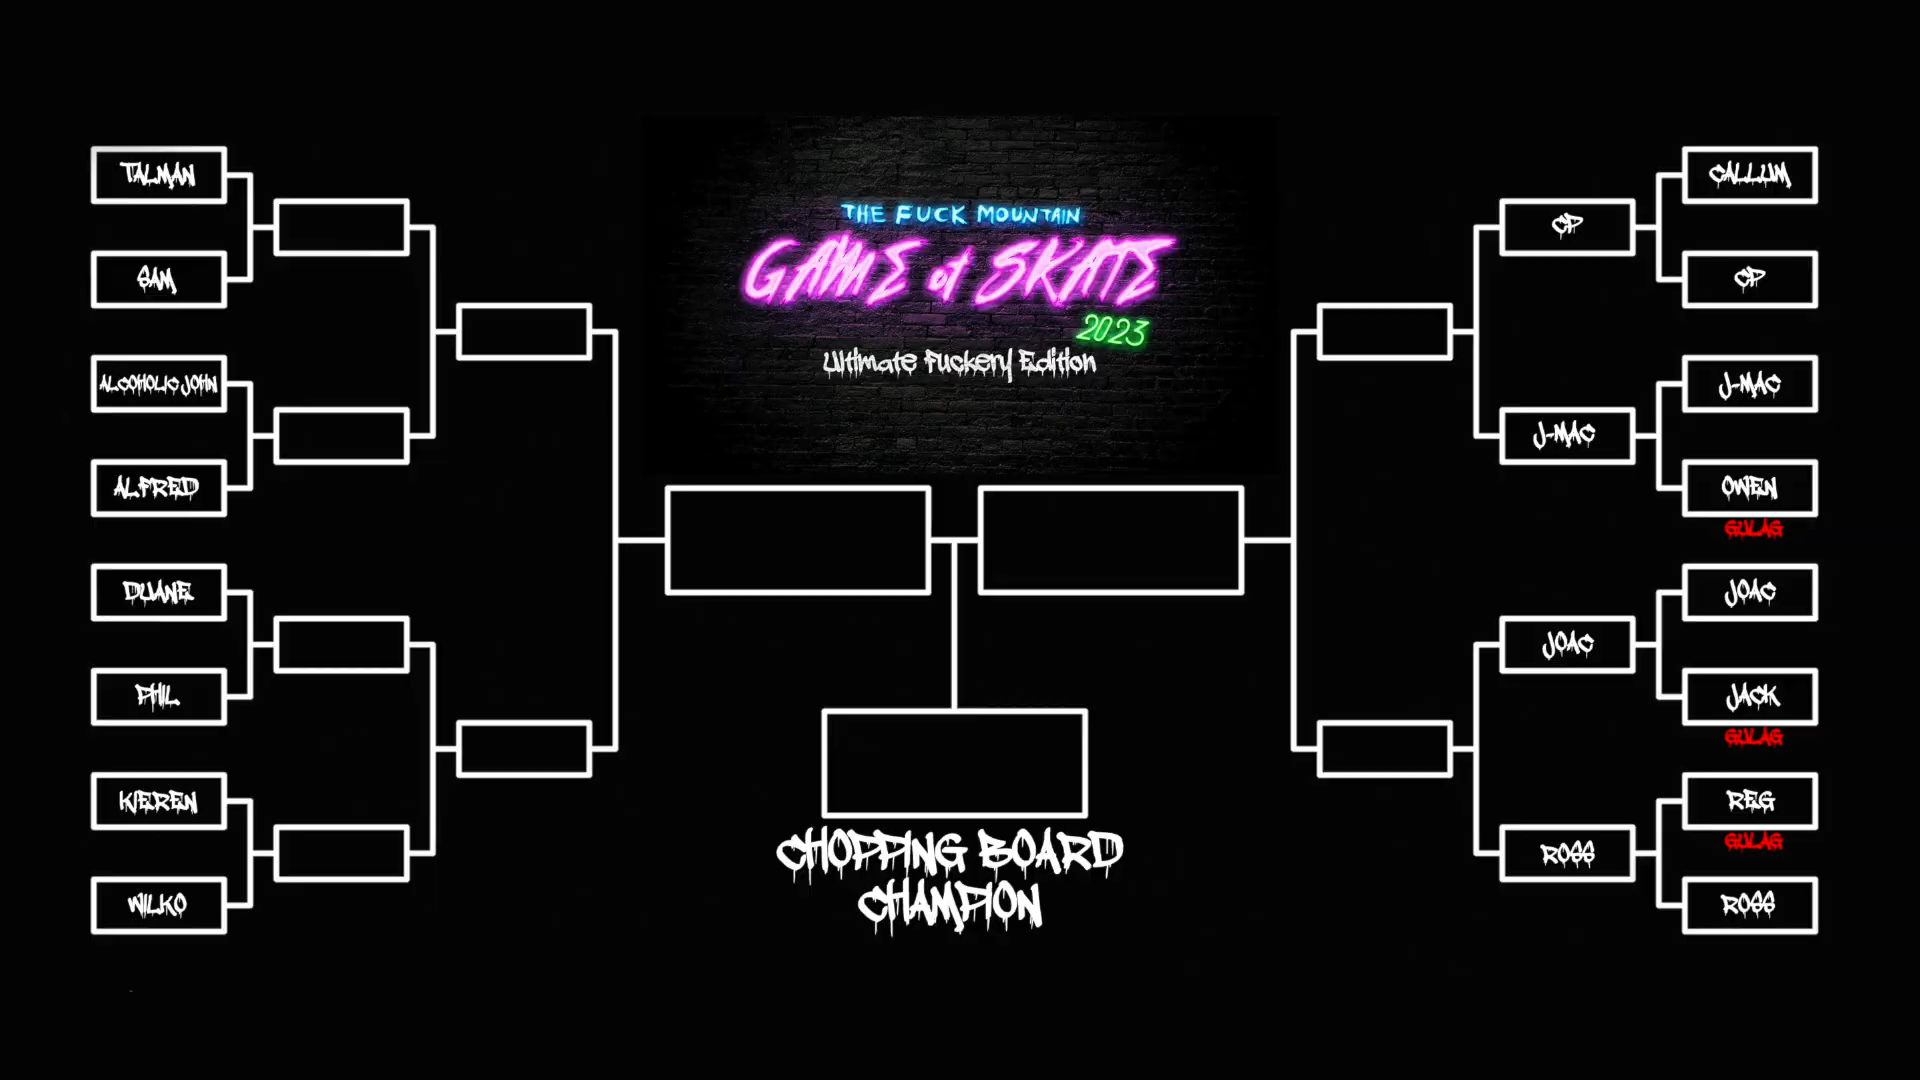 THE FUCK MOUNTAIN
GAME of SKATE
2023
Ultimate Fuckery Edition
TALMAN
SAM
ALCOHOLIC JOHN
ALFRED
DUANE
PHIL
KIEREN
WILKO
CP
J-MAC
JOAC
ROSS
CALLUM
CP
J-MAC
OWEN
GULAG
JOAC
JACK
GULAG
REG
GULAG
ROSS
CHOPPING BOARD
CHAMPION